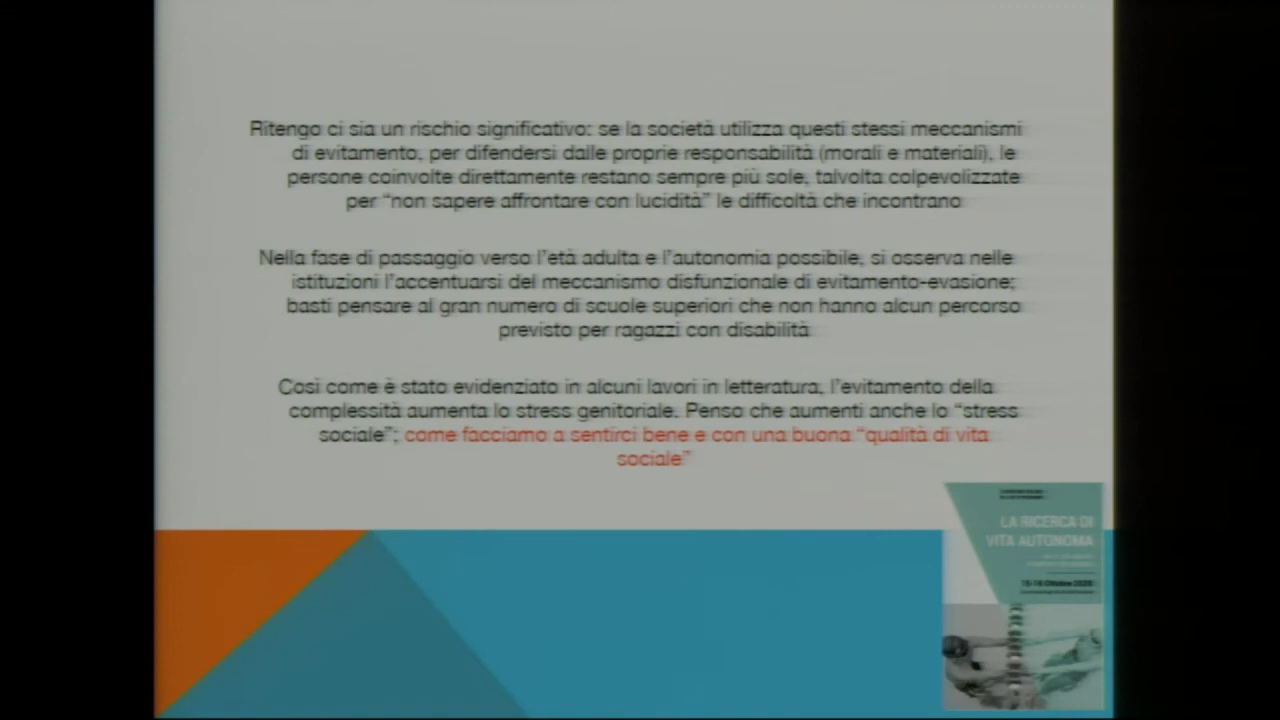 Ritengo ci sia un rischio significativo: se la società utilizza questi stessi meccanismi
di evitamento, per difendersi dalle proprie responsabilità (morali e materiali), le
persone coinvolte direttamente restano sempre più sole, talvolta colpevolizzate
per “non sapere affrontare con lucidità” le difficoltà che incontrano
Nella fase di passaggio verso l’età adulta e l’autonomia possibile, si osserva nelle
istituzioni l’accentuarsi del meccanismo disfunzionale di evitamento-evasione;
basti pensare al gran numero di scuole superiori che non hanno alcun percorso
previsto per ragazzi con disabilità
Così come è stato evidenziato in alcuni lavori in letteratura, l’evitamento della
complessità aumenta lo stress genitoriale. Penso che aumenti anche lo “stress
sociale”; come facciamo a sentirci bene e con una buona “qualità di vita
sociale”
LA RICERCA DI
VITA AUTONOMA
Ottobre